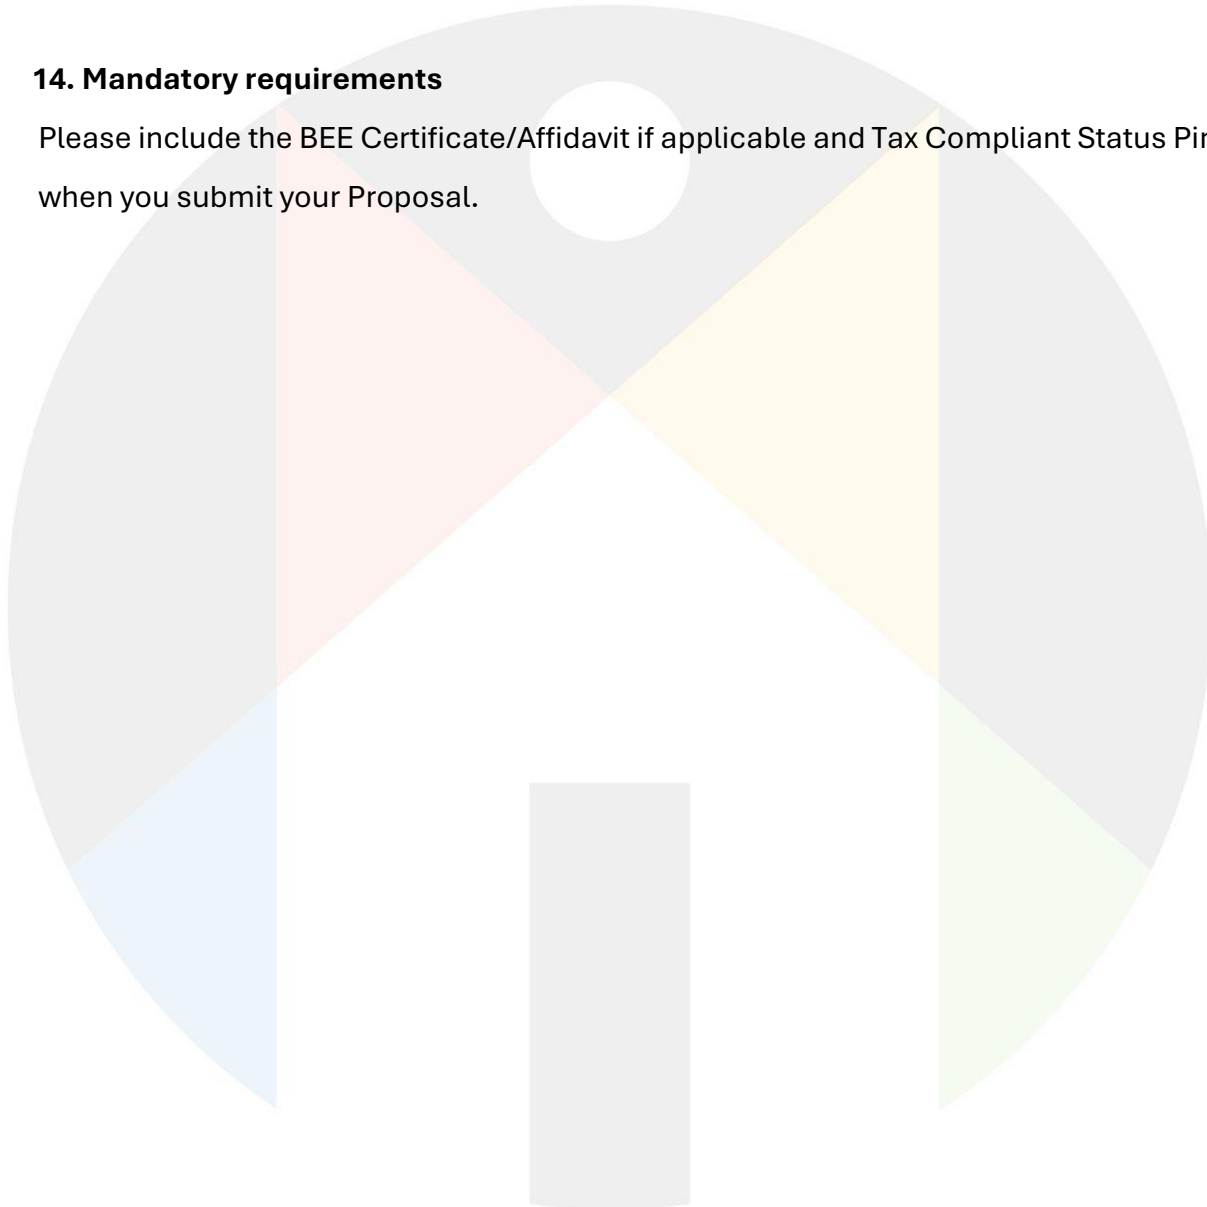 14. Mandatory requirements
Please include the BEE Certificate/Affidavit if applicable and Tax Compliant Status Pin
when you submit your Proposal.